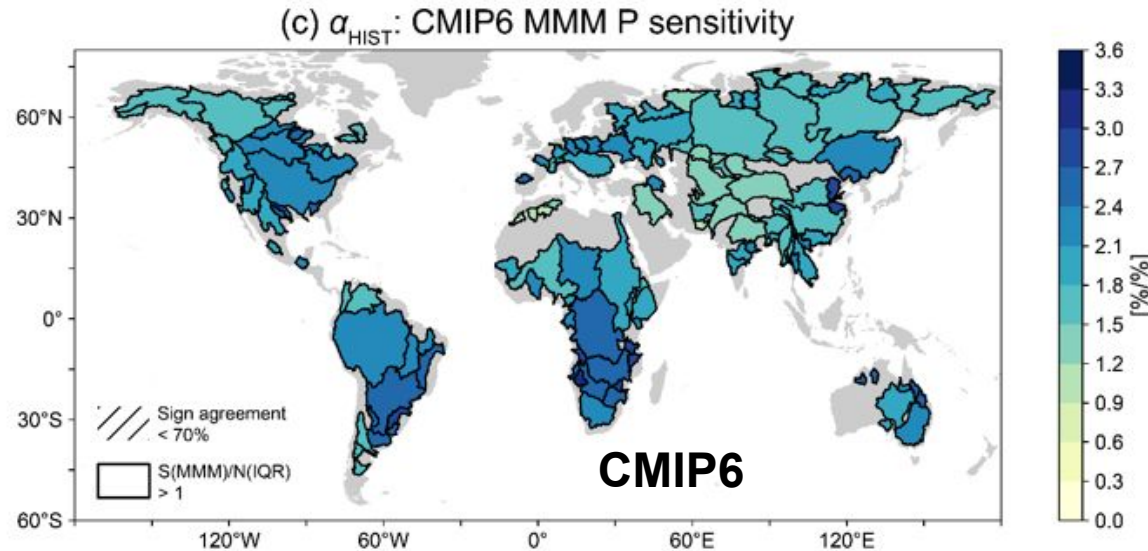 (c) α_HIST: CMIP6 MMM P sensitivity
60°N
30°N
0°
30°S
60°S
Sign agreement
< 70%
S(MMM)/N(IQR)
> 1
CMIP6
120°W
60°W
0°
60°E
120°E
3.6
3.3
3.0
2.7
2.4
2.1
1.8
1.5
1.2
0.9
0.6
0.3
0.0
[%/%]